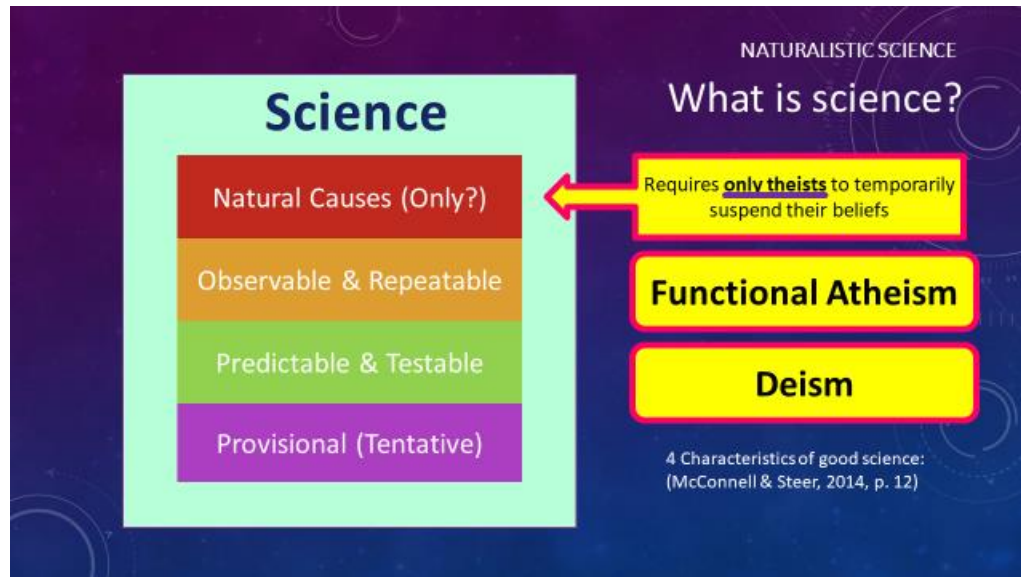 NATURALISTIC SCIENCE
What is science?
Science
Natural Causes (Only?)
Observable & Repeatable
Predictable & Testable
Provisional (Tentative)
Requires only theists to temporarily
suspend their beliefs
Functional Atheism
Deism
4 Characteristics of good science:
(McConnell & Steer, 2014, p. 12)